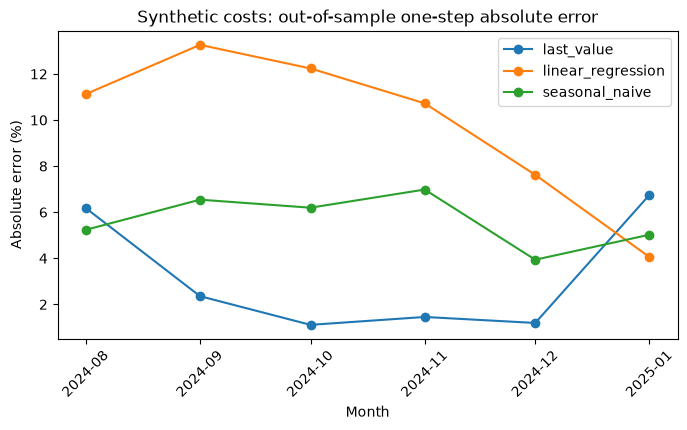 Synthetic costs: out-of-sample one-step absolute error
last_value
linear_regression
seasonal_naive
Absolute error (%)
12
10
8
6
4
2
2024-08
2024-09
2024-10
2024-11
2024-12
2025-01
Month